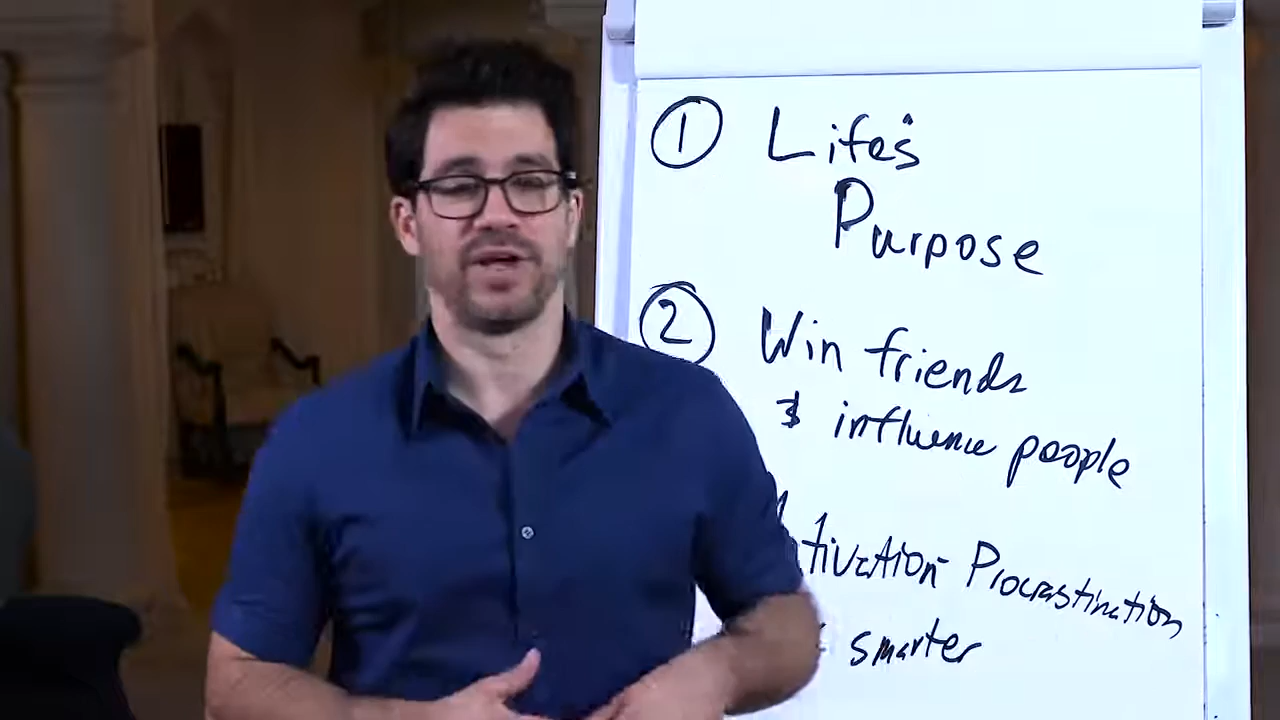 ① Life's
Purpose
② Win friends
& influence people
Procrastination
smarter